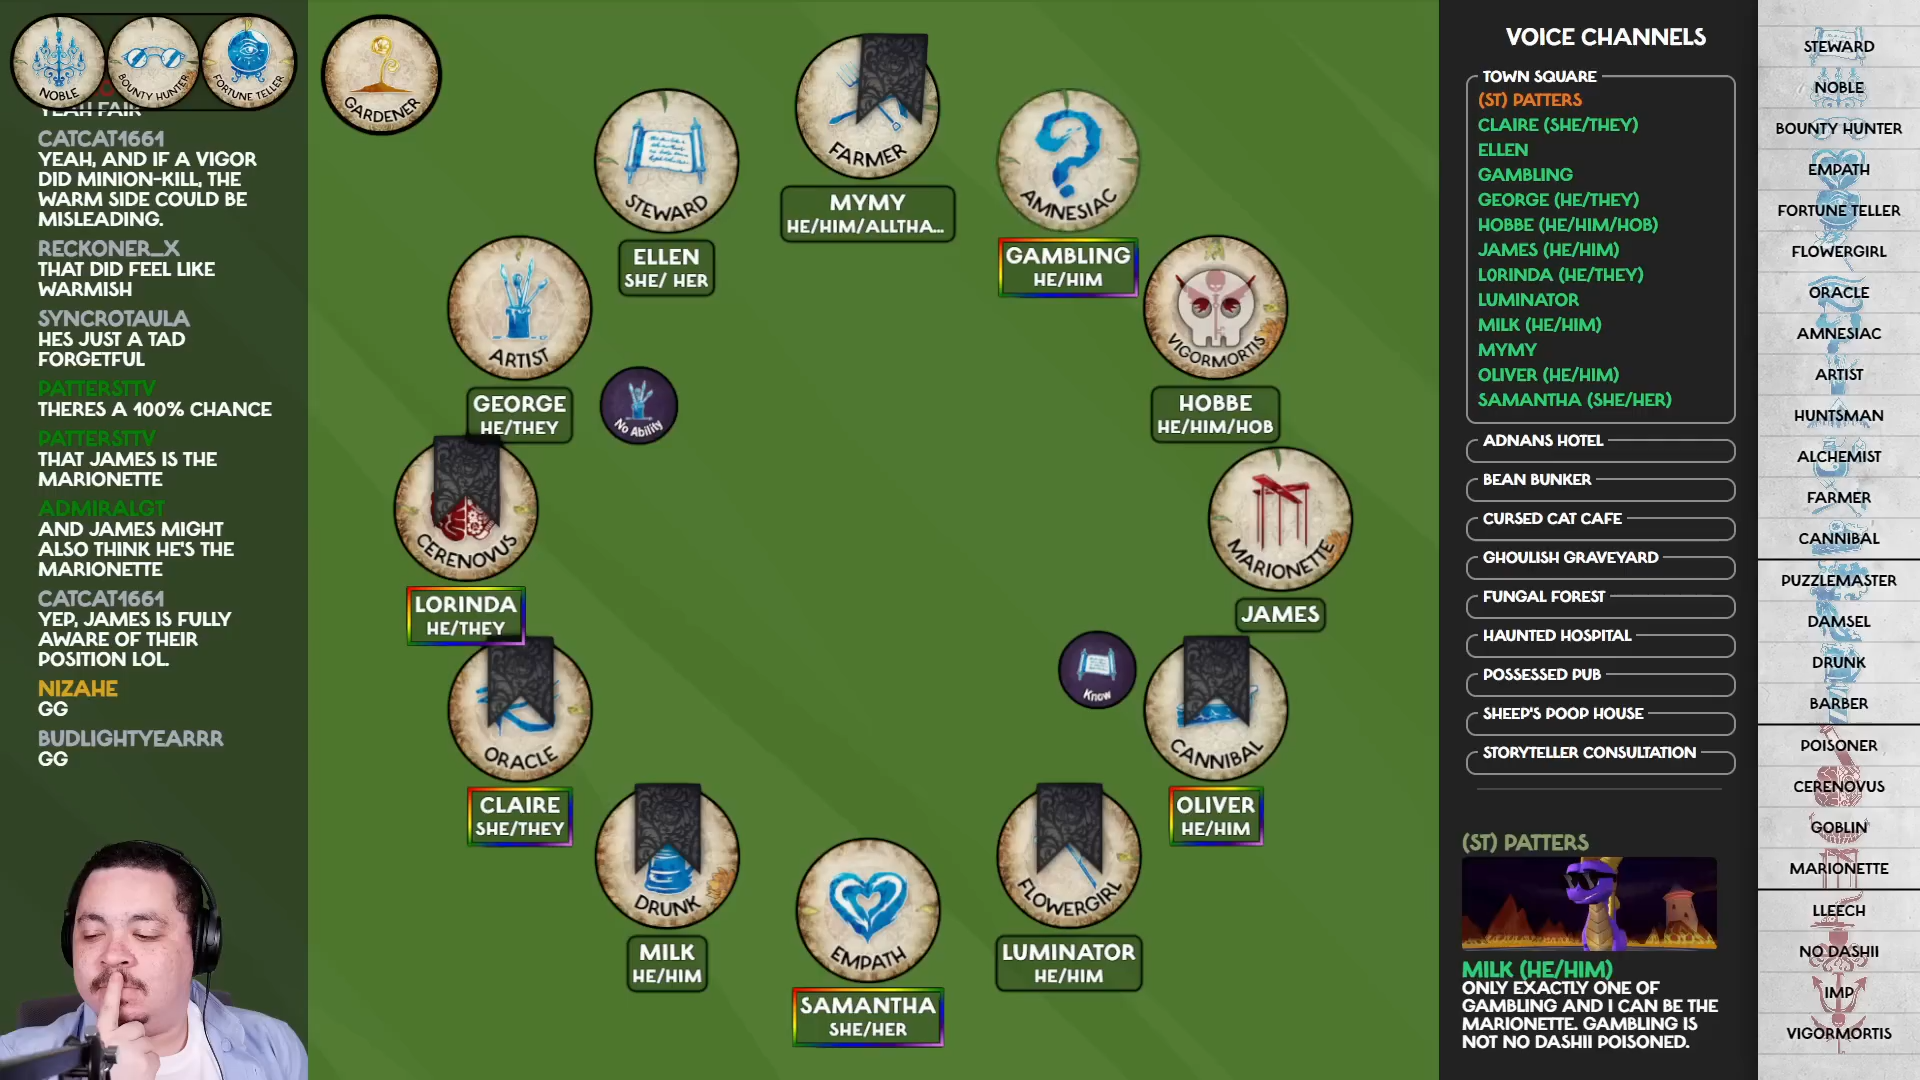 NOBLE
BOUNTY HUNTER
FORTUNE TELLER
YEAH FAIR
CATCAT1661
YEAH, AND IF A VIGOR
DID MINION-KILL, THE
WARM SIDE COULD BE
MISLEADING.
RECKONER_X
THAT DID FEEL LIKE
WARMISH
SYNCROTAULA
HES JUST A TAD
FORGETFUL
PATTERSTTV
THERES A 100% CHANCE
PATTERSTTV
THAT JAMES IS THE
MARIONETTE
ADMIRALGT
AND JAMES MIGHT
ALSO THINK HE'S THE
MARIONETTE
CATCAT1661
YEP, JAMES IS FULLY
AWARE OF THEIR
POSITION LOL.
NIZAHE
GG
BUDLIGHTYEARRR
GG
GARDENER
FARMER
MYMY
HE/HIM/ALLTHA...
STEWARD
ELLEN
SHE/ HER
AMNESIAC
GAMBLING
HE/HIM
ARTIST
GEORGE
HE/THEY
No Ability
VIGORMORTIS
HOBBE
HE/HIM/HOB
CERENOVUS
LORINDA
HE/THEY
MARIONETTE
JAMES
ORACLE
CLAIRE
SHE/THEY
Know
CANNIBAL
OLIVER
HE/HIM
DRUNK
MILK
HE/HIM
EMPATH
SAMANTHA
SHE/HER
FLOWERGIRL
LUMINATOR
HE/HIM
VOICE CHANNELS
TOWN SQUARE
(ST) PATTERS
CLAIRE (SHE/THEY)
ELLEN
GAMBLING
GEORGE (HE/THEY)
HOBBE (HE/HIM/HOB)
JAMES (HE/HIM)
L0RINDA (HE/THEY)
LUMINATOR
MILK (HE/HIM)
MYMY
OLIVER (HE/HIM)
SAMANTHA (SHE/HER)
ADNANS HOTEL
BEAN BUNKER
CURSED CAT CAFE
GHOULISH GRAVEYARD
FUNGAL FOREST
HAUNTED HOSPITAL
POSSESSED PUB
SHEEP'S POOP HOUSE
STORYTELLER CONSULTATION
(ST) PATTERS
MILK (HE/HIM)
ONLY EXACTLY ONE OF
GAMBLING AND I CAN BE THE
MARIONETTE. GAMBLING IS
NOT NO DASHII POISONED.
STEWARD
NOBLE
BOUNTY HUNTER
EMPATH
FORTUNE TELLER
FLOWERGIRL
ORACLE
AMNESIAC
ARTIST
HUNTSMAN
ALCHEMIST
FARMER
CANNIBAL
PUZZLEMASTER
DAMSEL
DRUNK
BARBER
POISONER
CERENOVUS
GOBLIN
MARIONETTE
LLEECH
NO DASHII
IMP
VIGORMORTIS